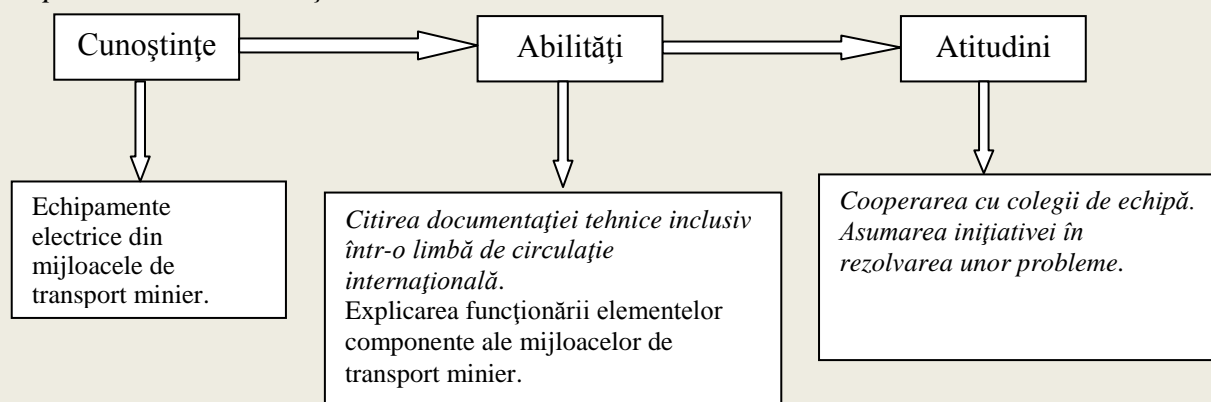 Cunoştinţe
Abilităţi
Atitudini
Echipamente
electrice din
mijloacele de
transport minier.
Citirea documentaţiei tehnice inclusiv
într-o limbă de circulaţie
internaţională.
Explicarea funcţionării elementelor
componente ale mijloacelor de
transport minier.
Cooperarea cu colegii de echipă.
Asumarea iniţiativei în
rezolvarea unor probleme.